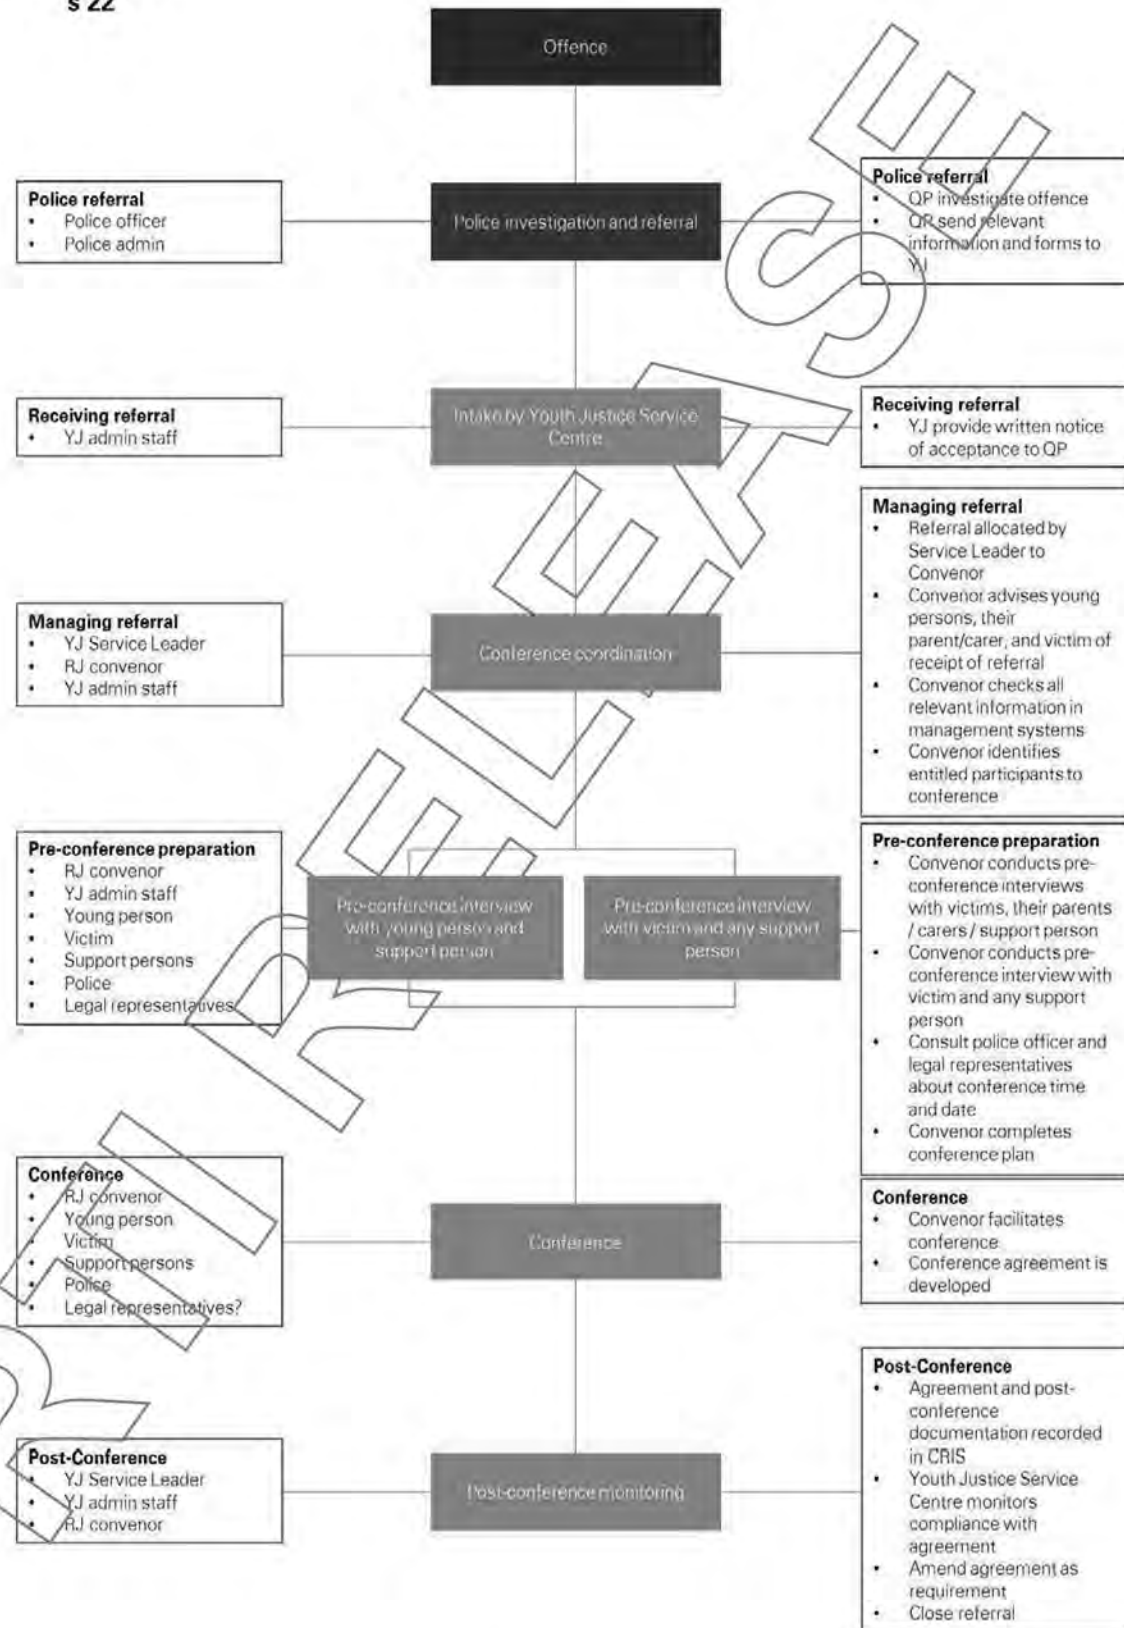 s 22
Offence
Police referral
• Police officer
• Police admin
Police investigation and referral
Police referral
• QP investigate offence
• QP send relevant
information and forms to
YJ
Receiving referral
• YJ admin staff
Intake by Youth Justice Service
Centre
Receiving referral
• YJ provide written notice
of acceptance to QP
Managing referral
• YJ Service Leader
• RJ convenor
• YJ admin staff
Conference coordination
Managing referral
• Referral allocated by
Service Leader to
Convenor
• Convenor advises young
persons, their
parent/carer, and victim of
receipt of referral
• Convenor checks all
relevant information in
management systems
• Convenor identifies
entitled participants to
conference
Pre-conference preparation
• RJ convenor
• YJ admin staff
• Young person
• Victim
• Support persons
• Police
• Legal representatives
Pre-conference interview
with young person and
support person
Pre-conference interview
with victim and any support
person
Pre-conference preparation
• Convenor conducts pre-
conference interviews
with victims, their parents
/ carers / support person
• Convenor conducts pre-
conference interview with
victim and any support
person
• Consult police officer and
legal representatives
about conference time
and date
• Convenor completes
conference plan
Conference
• RJ convenor
• Young person
• Victim
• Support persons
• Police
• Legal representatives?
Conference
Conference
• Convenor facilitates
conference
• Conference agreement is
developed
Post-Conference
• YJ Service Leader
• YJ admin staff
• RJ convenor
Post-conference monitoring
Post-Conference
• Agreement and post-
conference
documentation recorded
in CRIS
• Youth Justice Service
Centre monitors
compliance with
agreement
• Amend agreement as
requirement
• Close referral
RTI RELEASE